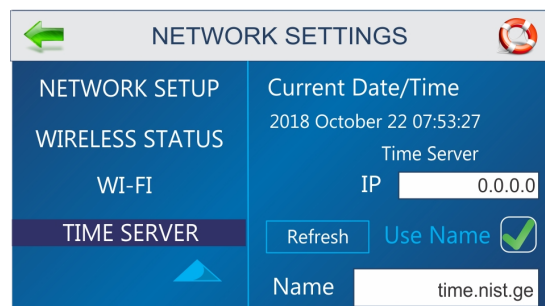 NETWORK SETTINGS
NETWORK SETUP
WIRELESS STATUS
WI-FI
TIME SERVER
Current Date/Time
2018 October 22 07:53:27
Time Server
IP 0.0.0.0
Refresh Use Name
Name time.nist.ge